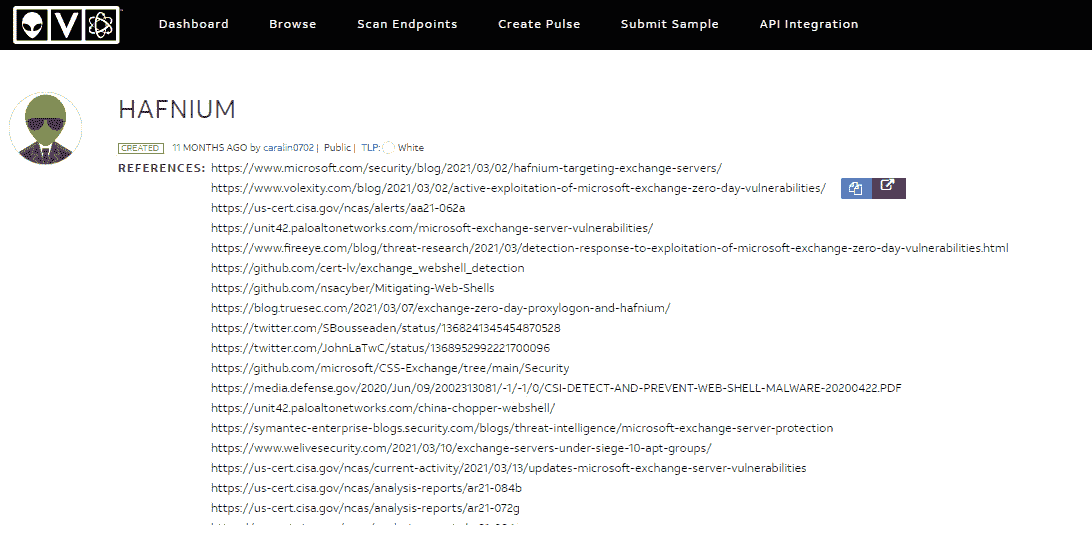 Dashboard Browse Scan Endpoints Create Pulse Submit Sample API Integration
HAFNIUM
CREATED 11 MONTHS AGO by caralin0702 | Public | TLP: White
REFERENCES: https://www.microsoft.com/security/blog/2021/03/02/hafnium-targeting-exchange-servers/
https://www.volexity.com/blog/2021/03/02/active-exploitation-of-microsoft-exchange-zero-day-vulnerabilities/
https://us-cert.cisa.gov/ncas/alerts/aa21-062a
https://unit42.paloaltonetworks.com/microsoft-exchange-server-vulnerabilities/
https://www.fireeye.com/blog/threat-research/2021/03/detection-response-to-exploitation-of-microsoft-exchange-zero-day-vulnerabilities.html
https://github.com/cert-lv/exchange_webshell_detection
https://github.com/nsacyber/Mitigating-Web-Shells
https://blog.truesec.com/2021/03/07/exchange-zero-day-proxylogon-and-hafnium/
https://twitter.com/SBousseaden/status/1368241345454870528
https://twitter.com/JohnLaTwC/status/1368952992221700096
https://github.com/microsoft/CSS-Exchange/tree/main/Security
https://media.defense.gov/2020/Jun/09/2002313081/-1/-1/0/CSI-DETECT-AND-PREVENT-WEB-SHELL-MALWARE-20200422.PDF
https://unit42.paloaltonetworks.com/china-chopper-webshell/
https://symantec-enterprise-blogs.security.com/blogs/threat-intelligence/microsoft-exchange-server-protection
https://www.welivesecurity.com/2021/03/10/exchange-servers-under-siege-10-apt-groups/
https://us-cert.cisa.gov/ncas/current-activity/2021/03/13/updates-microsoft-exchange-server-vulnerabilities
https://us-cert.cisa.gov/ncas/analysis-reports/ar21-084b
https://us-cert.cisa.gov/ncas/analysis-reports/ar21-072g